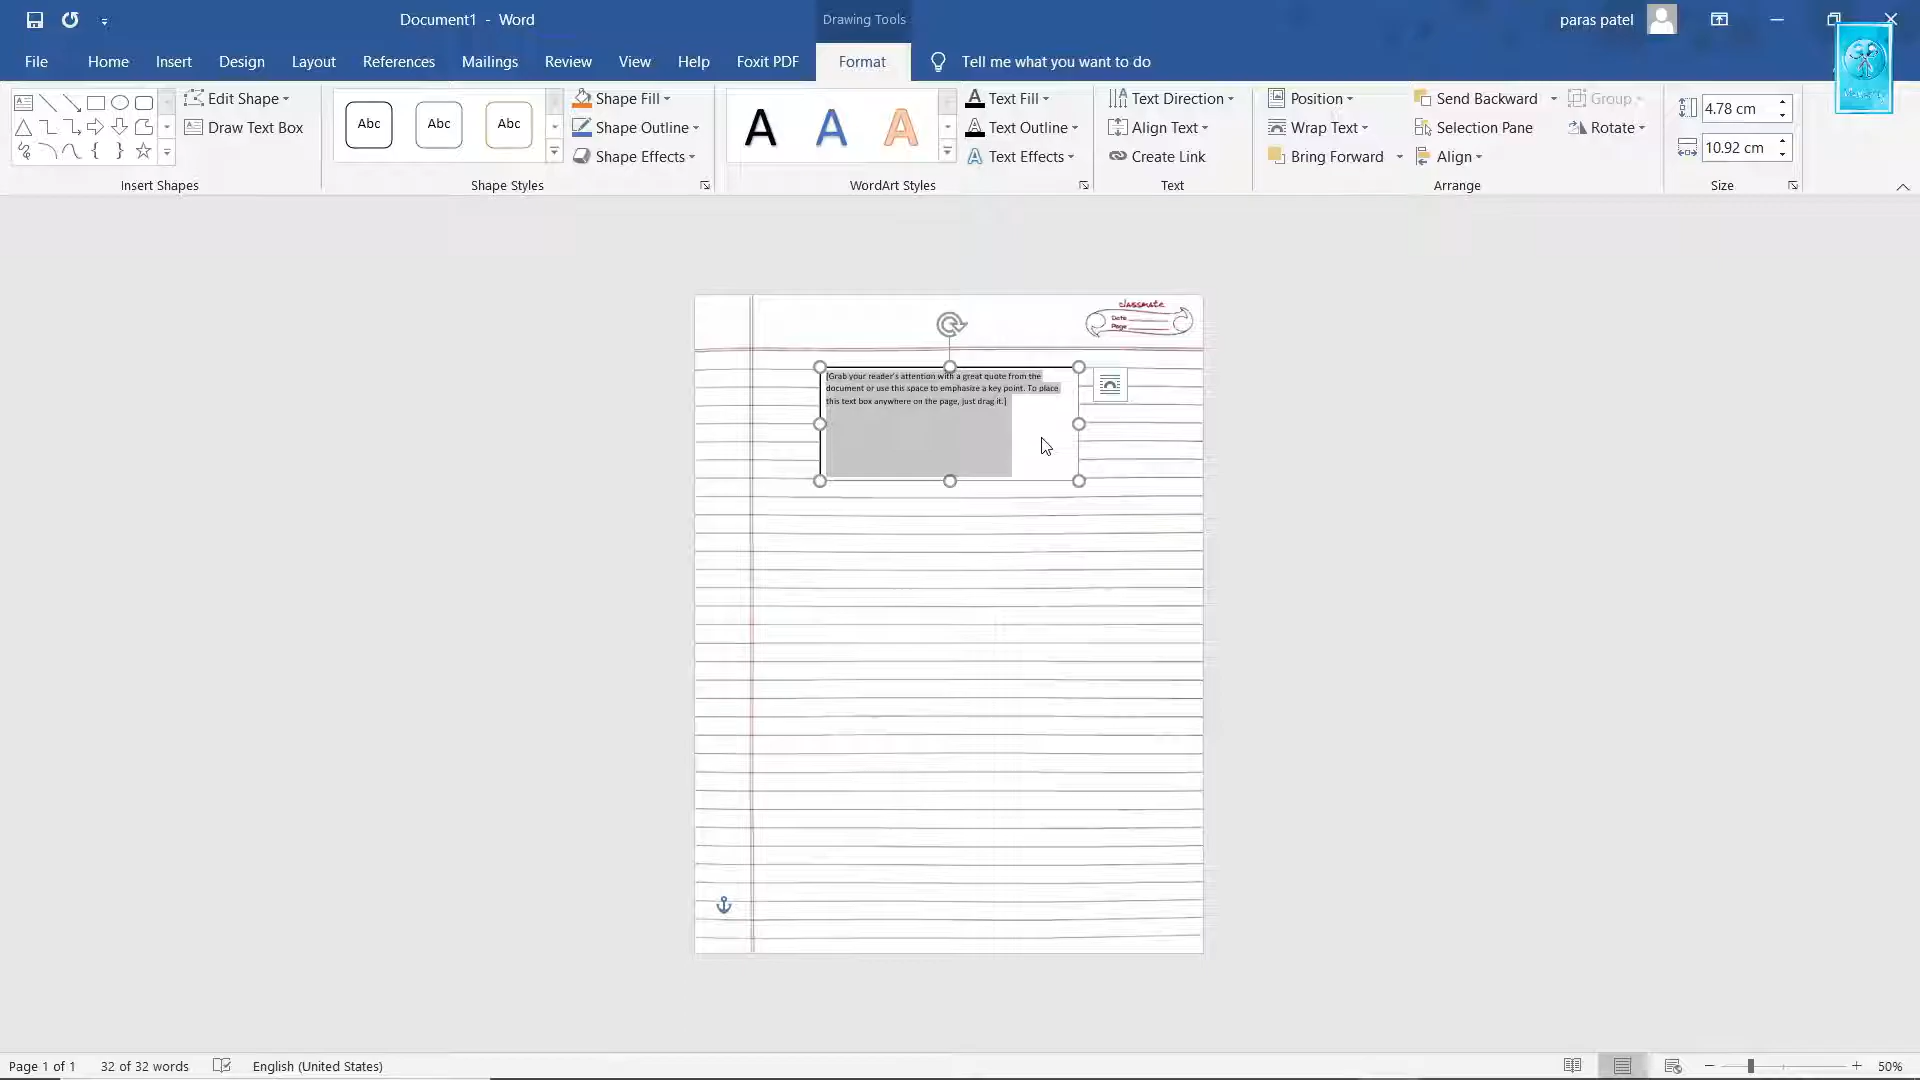 Document1 - Word
Drawing Tools
paras patel
File Home Insert Design Layout References Mailings Review View Help Foxit PDF Format Tell me what you want to do
Edit Shape
Draw Text Box
Insert Shapes
Abc Abc Abc
Shape Fill
Shape Outline
Shape Effects
Shape Styles
A A A
Text Fill
Text Outline
Text Effects
WordArt Styles
Text Direction
Align Text
Create Link
Text
Position
Wrap Text
Bring Forward
Send Backward
Selection Pane
Align
Group
Rotate
Arrange
4.78 cm
10.92 cm
Size
classmate
Date
Page
[Grab your reader's attention with a great quote from the
document or use this space to emphasize a key point. To place
this text box anywhere on the page, just drag it.]
Page 1 of 1 32 of 32 words English (United States) 50%